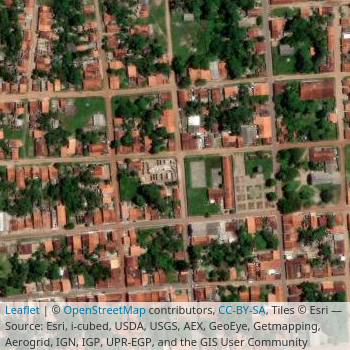 Leaflet | © OpenStreetMap contributors, CC-BY-SA, Tiles © Esri —
Source: Esri, i-cubed, USDA, USGS, AEX, GeoEye, Getmapping,
Aerogrid, IGN, IGP, UPR-EGP, and the GIS User Community